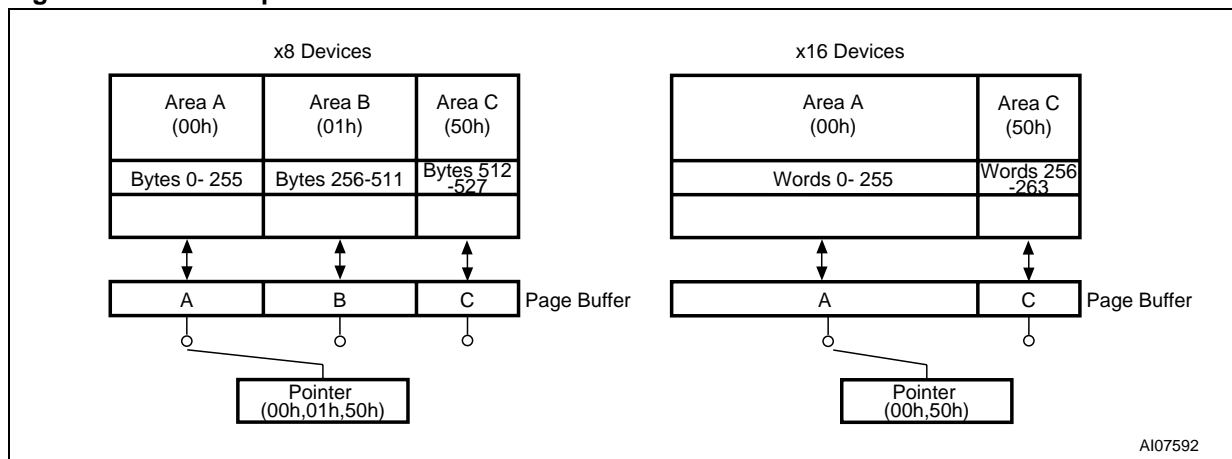 x8 Devices
Area A
(00h)
Area B
(01h)
Area C
(50h)
Bytes 0- 255
Bytes 256-511
Bytes 512
-527
A
B
C
Page Buffer
Pointer
(00h,01h,50h)
x16 Devices
Area A
(00h)
Area C
(50h)
Words 0- 255
Words 256
-263
A
C
Page Buffer
Pointer
(00h,50h)
AI07592